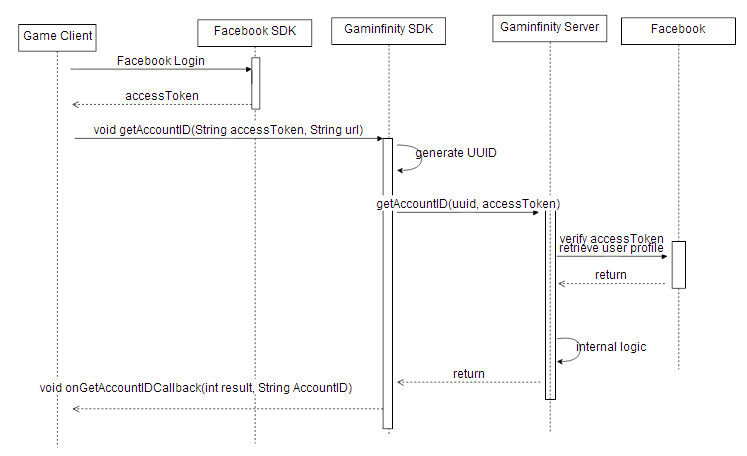 Game Client
Facebook SDK
Gaminfinity SDK
Gaminfinity Server
Facebook
Facebook Login
accessToken
void getAccountID(String accessToken, String url)
generate UUID
getAccountID(uuid, accessToken)
verify accessToken
retrieve user profile
return
internal logic
return
void onGetAccountIDCallback(int result, String AccountID)